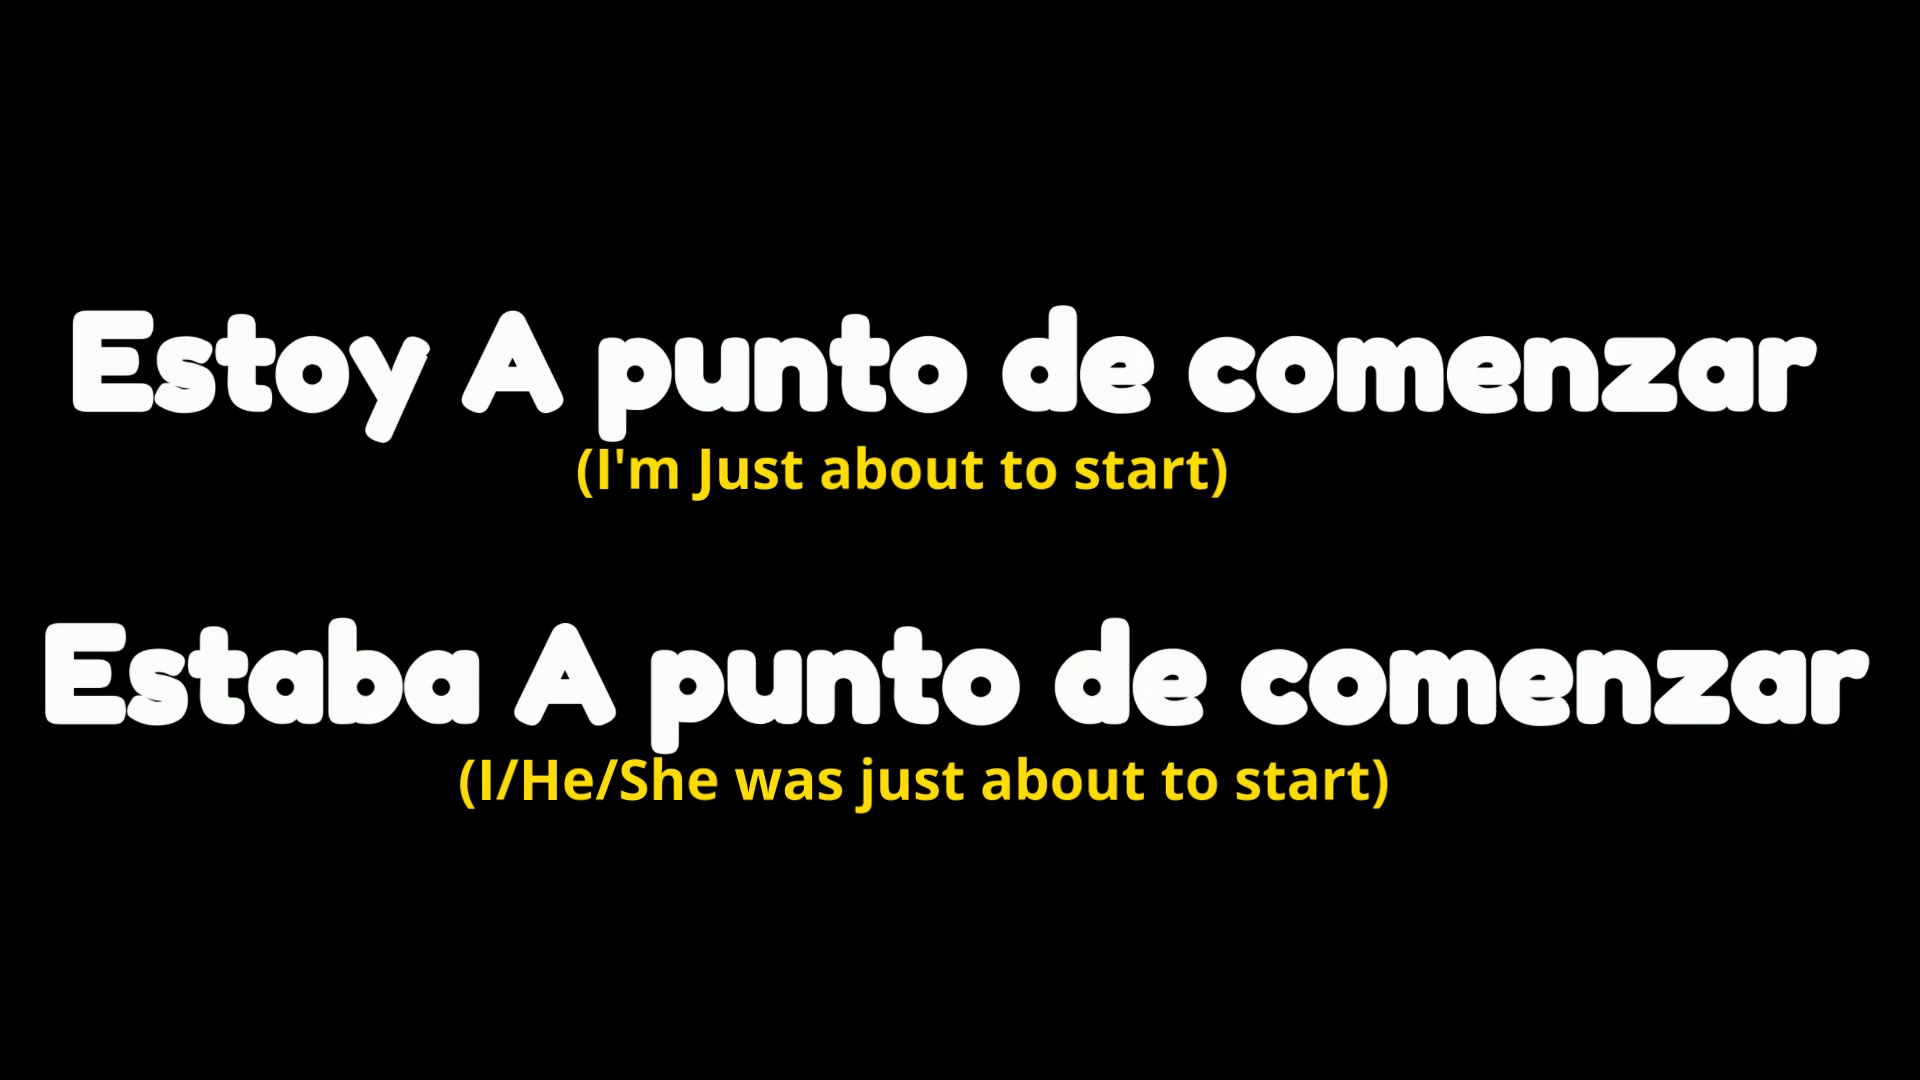 Estoy A punto de comenzar
(I'm Just about to start)
Estaba A punto de comenzar
(I/He/She was just about to start)